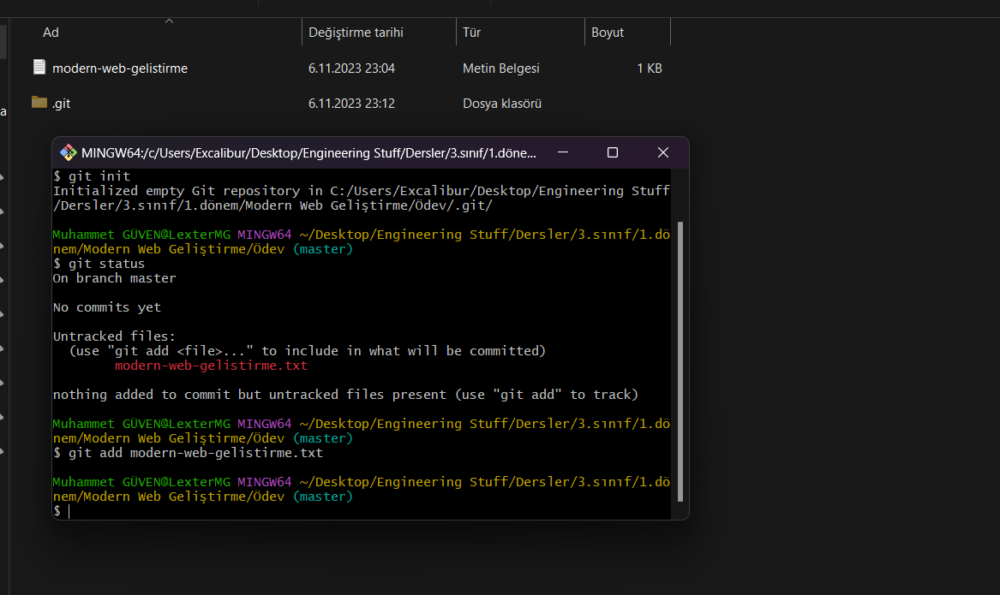 Ad Değiştirme tarihi Tür Boyut
modern-web-gelistirme 6.11.2023 23:04 Metin Belgesi 1 KB
.git 6.11.2023 23:12 Dosya klasörü
a
MINGW64:/c/Users/Excalibur/Desktop/Engineering Stuff/Dersler/3.sınıf/1.döne...
$ git init
Initialized empty Git repository in C:/Users/Excalibur/Desktop/Engineering Stuff
/Dersler/3.sınıf/1.dönem/Modern Web Geliştirme/Ödev/.git/
Muhammet GÜVEN@LexterMG MINGW64 ~/Desktop/Engineering Stuff/Dersler/3.sınıf/1.dö
nem/Modern Web Geliştirme/Ödev (master)
$ git status
On branch master
No commits yet
Untracked files:
  (use "git add <file>..." to include in what will be committed)
        modern-web-gelistirme.txt
nothing added to commit but untracked files present (use "git add" to track)
Muhammet GÜVEN@LexterMG MINGW64 ~/Desktop/Engineering Stuff/Dersler/3.sınıf/1.dö
nem/Modern Web Geliştirme/Ödev (master)
$ git add modern-web-gelistirme.txt
Muhammet GÜVEN@LexterMG MINGW64 ~/Desktop/Engineering Stuff/Dersler/3.sınıf/1.dö
nem/Modern Web Geliştirme/Ödev (master)
$